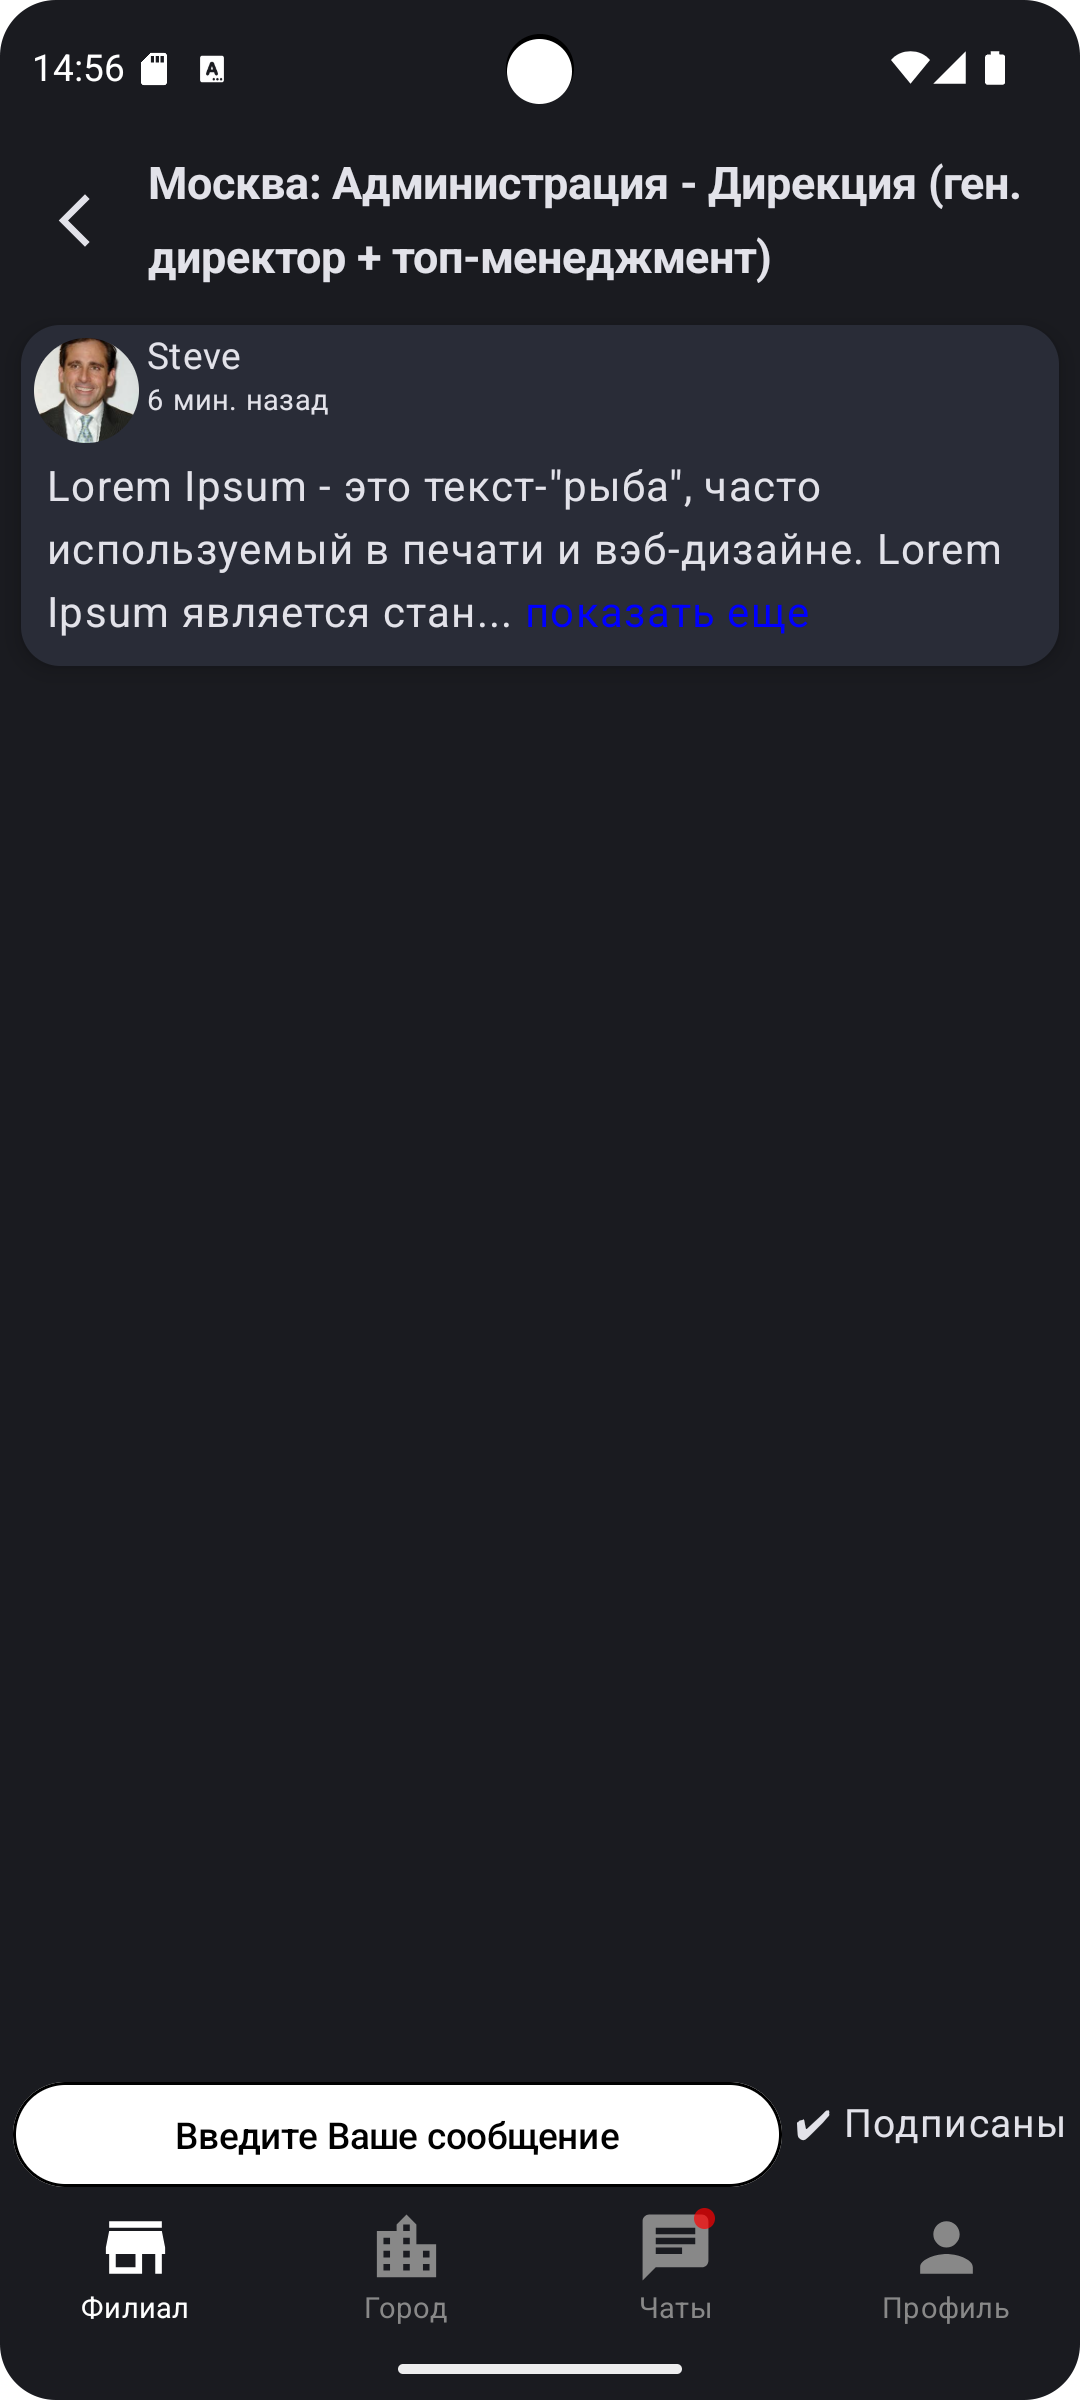 14:56
Москва: Администрация - Дирекция (ген.
директор + топ-менеджмент)
Steve
6 мин. назад
Lorem Ipsum - это текст-"рыба", часто
используемый в печати и вэб-дизайне. Lorem
Ipsum является стан... показать еще
Введите Ваше сообщение
✔ Подписаны
Филиал
Город
Чаты
Профиль